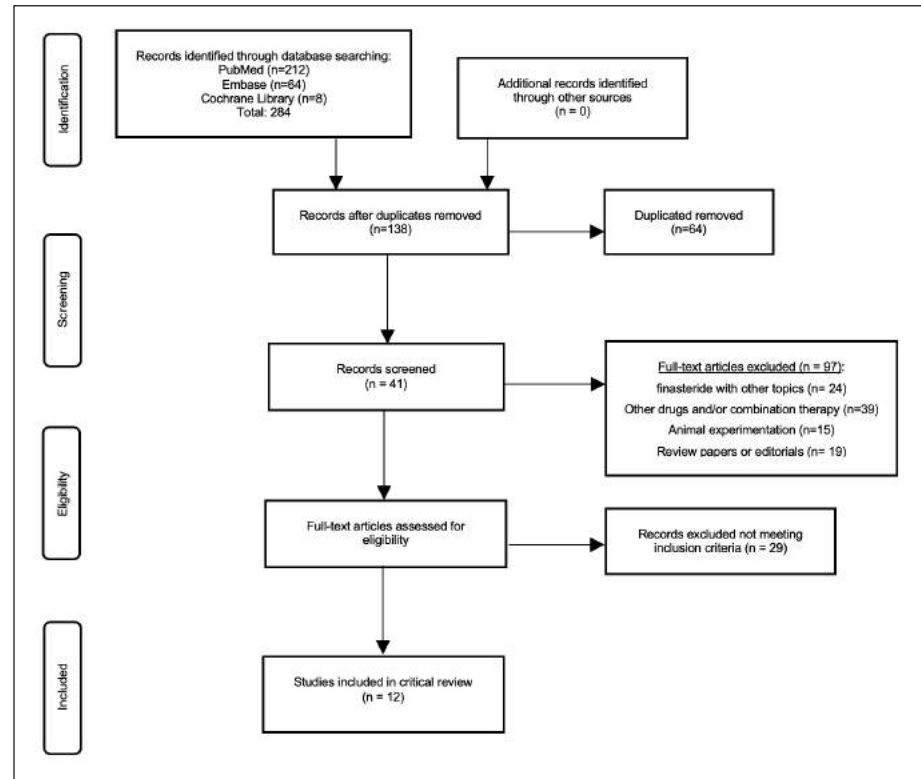 Identification
Records identified through database searching:
PubMed (n=212)
Embase (n=64)
Cochrane Library (n=8)
Total: 284
Additional records identified
through other sources
(n = 0)
Records after duplicates removed
(n=138)
Duplicated removed
(n=64)
Screening
Records screened
(n = 41)
Full-text articles excluded (n = 97):
finasteride with other topics (n= 24)
Other drugs and/or combination therapy (n=39)
Animal experimentation (n=15)
Review papers or editorials (n= 19)
Eligibility
Full-text articles assessed for
eligibility
Records excluded not meeting
inclusion criteria (n = 29)
Included
Studies included in critical review
(n = 12)